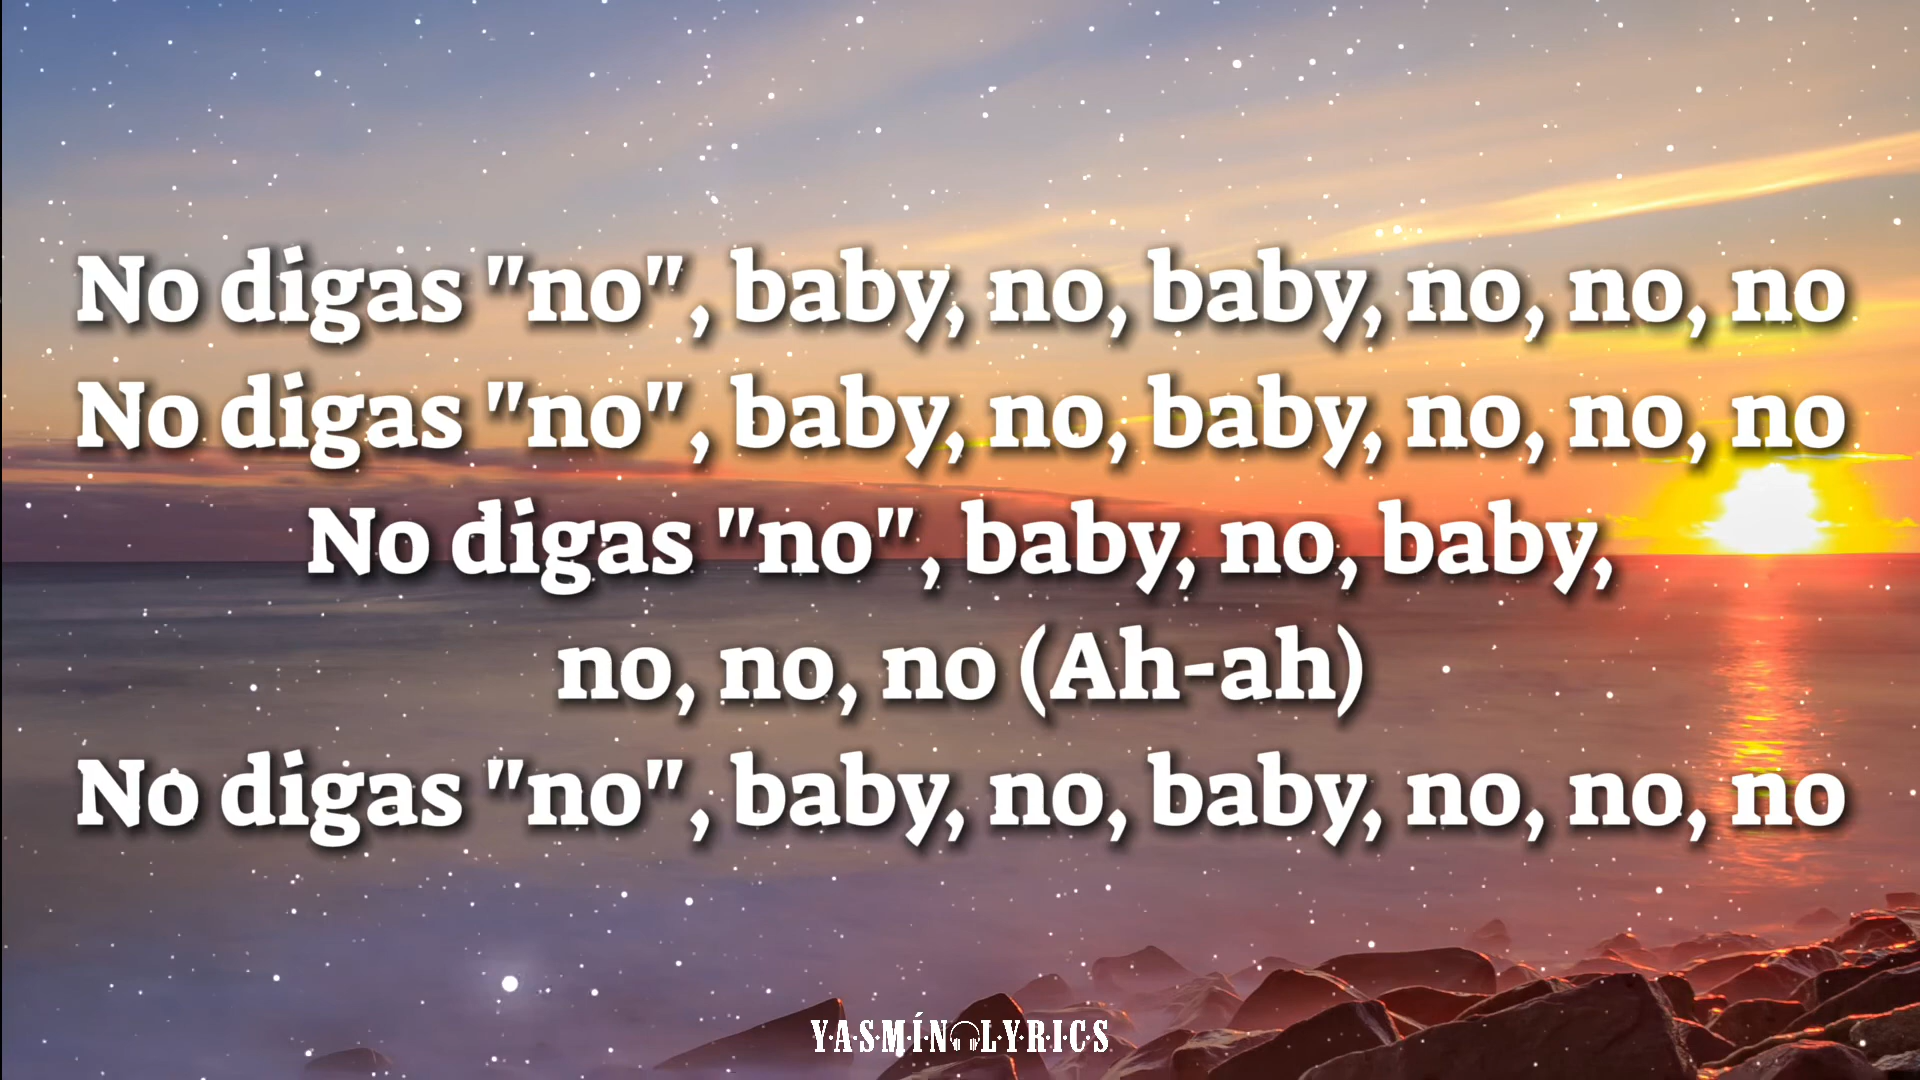 No digas "no", baby, no, baby, no, no, no
No digas "no", baby, no, baby, no, no, no
No digas "no", baby, no, baby,
no, no, no (Ah-ah)
No digas "no", baby, no, baby, no, no, no
YASMÍN LYRICS